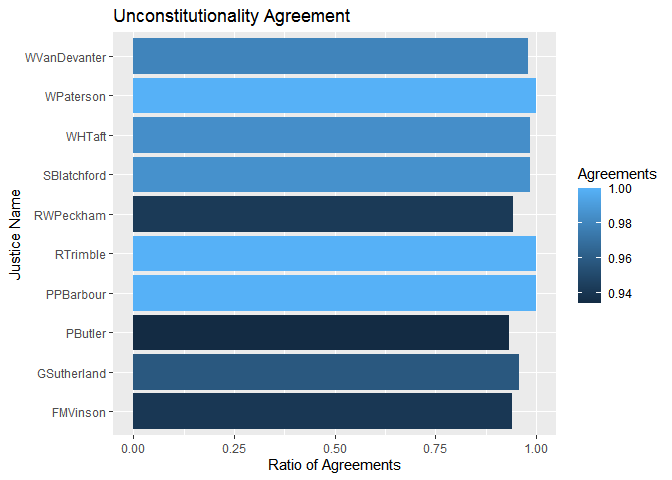 Unconstitutionality Agreement
Justice Name
WVanDevanter
WPaterson
WHTaft
SBlatchford
RWPeckham
RTrimble
PPBarbour
PButler
GSutherland
FMVinson
0.00 0.25 0.50 0.75 1.00
Ratio of Agreements
Agreements
1.00
0.98
0.96
0.94